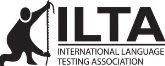 ILTA
INTERNATIONAL LANGUAGE
TESTING ASSOCIATION